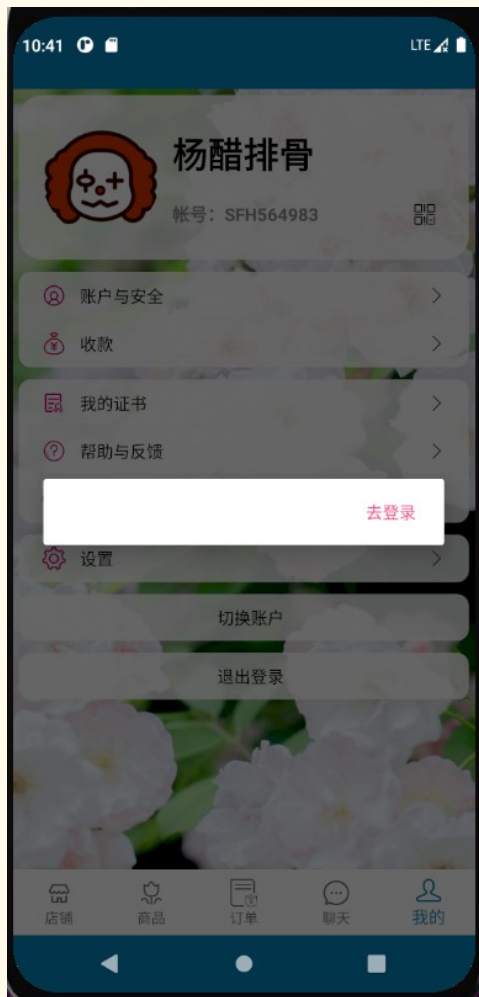 10:41 LTE
杨醋排骨
帐号：SFH564983
账户与安全
收款
我的证书
帮助与反馈
去登录
设置
切换账户
退出登录
店铺 商品 订单 聊天 我的